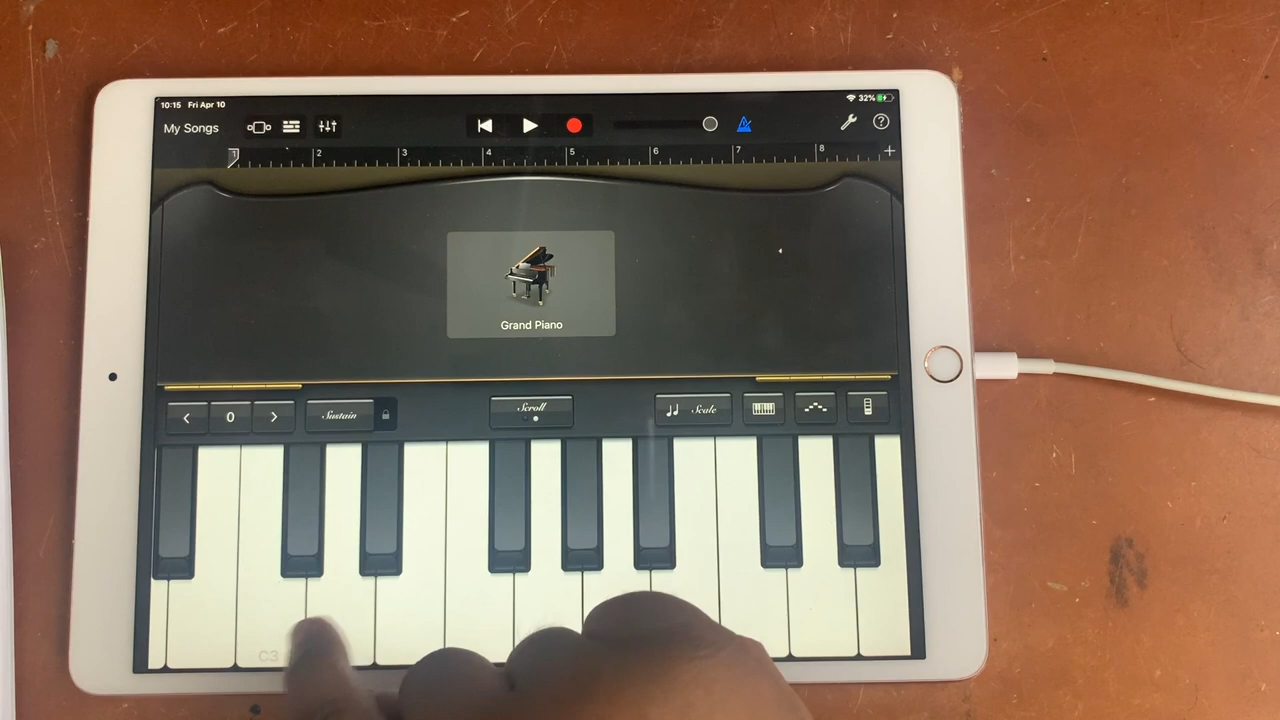 10:15 Fri Apr 10
32%
My Songs
1 2 3 4 5 6 7 8
Grand Piano
0 Sustain Scroll Scale
C3